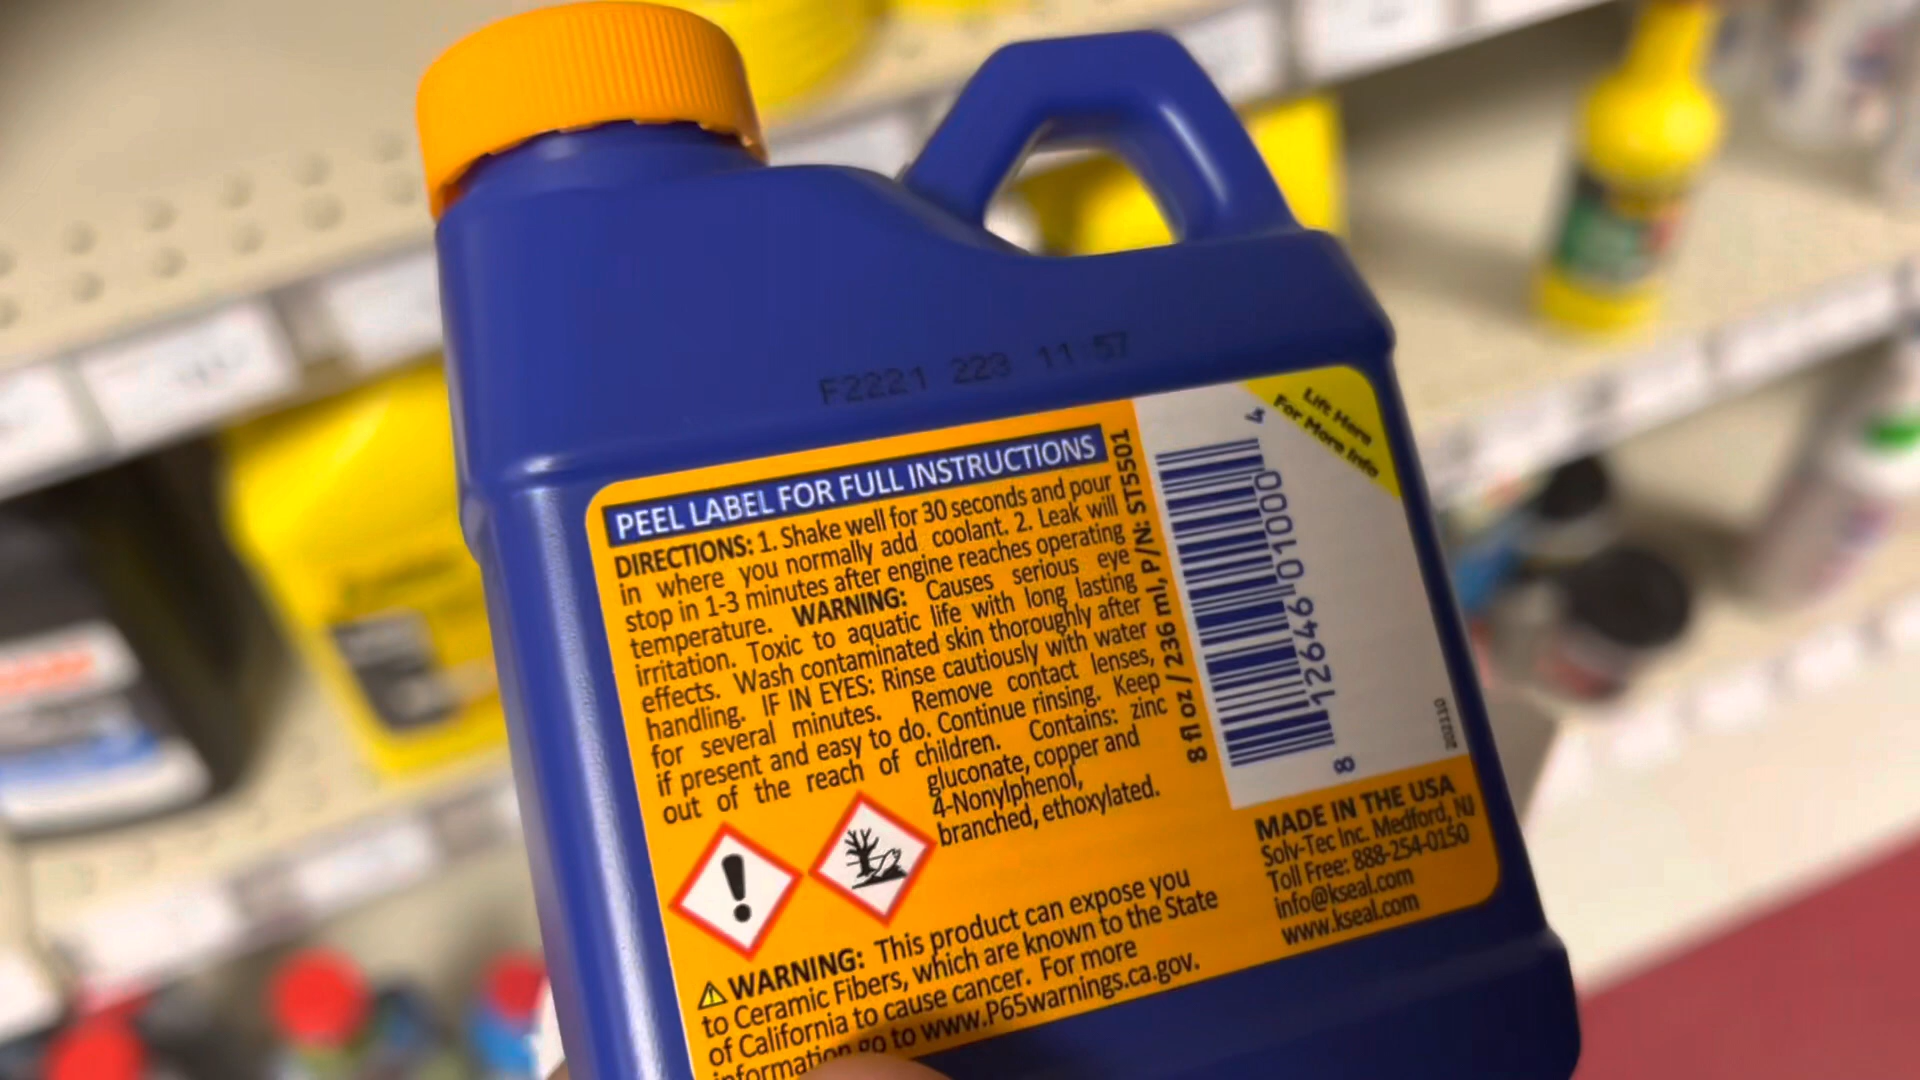 F2221 223 11:57
PEEL LABEL FOR FULL INSTRUCTIONS
DIRECTIONS: 1. Shake well for 30 seconds and pour
in where you normally add coolant. 2. Leak will
stop in 1-3 minutes after engine reaches operating
temperature. WARNING: Causes serious eye
irritation. Toxic to aquatic life with long lasting
effects. Wash contaminated skin thoroughly after
handling. IF IN EYES: Rinse cautiously with water
for several minutes. Remove contact lenses,
if present and easy to do. Continue rinsing. Keep
out of the reach of children. Contains: zinc
gluconate, copper and
4-Nonylphenol,
branched, ethoxylated.
⚠ WARNING: This product can expose you
to Ceramic Fibers, which are known to the State
of California to cause cancer. For more
information go to www.P65warnings.ca.gov.
8 fl oz / 236 ml, P/N: ST5501
8 12646 01000 4
Lift Here
For More Info
202110
MADE IN THE USA
Solv-Tec Inc. Medford, NJ
Toll Free: 888-254-0150
info@kseal.com
www.kseal.com